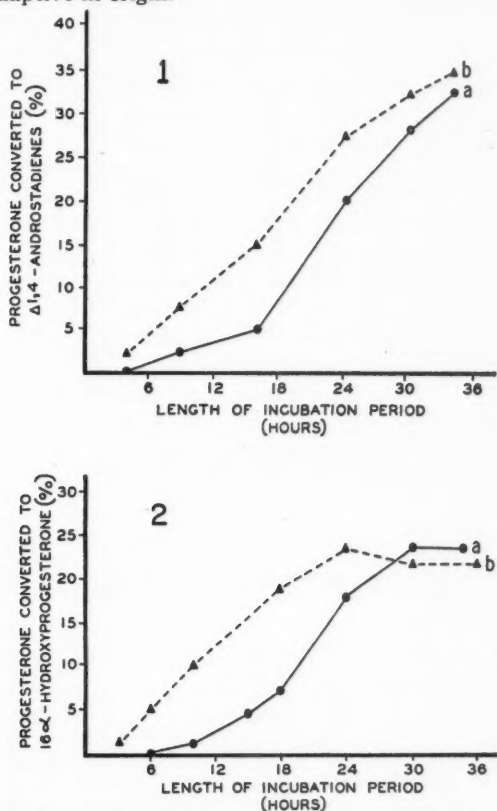 in origin.
1
40
35
30
25
20
15
10
5
b
a
PROGESTERONE CONVERTED TO
Δ1,4-ANDROSTADIENES (%)
6 12 18 24 30 36
LENGTH OF INCUBATION PERIOD
(HOURS)
2
30
25
20
15
10
5
a
b
PROGESTERONE CONVERTED TO
16α-HYDROXYPROGESTERONE (%)
6 12 18 24 30 36
LENGTH OF INCUBATION PERIOD
(HOURS)